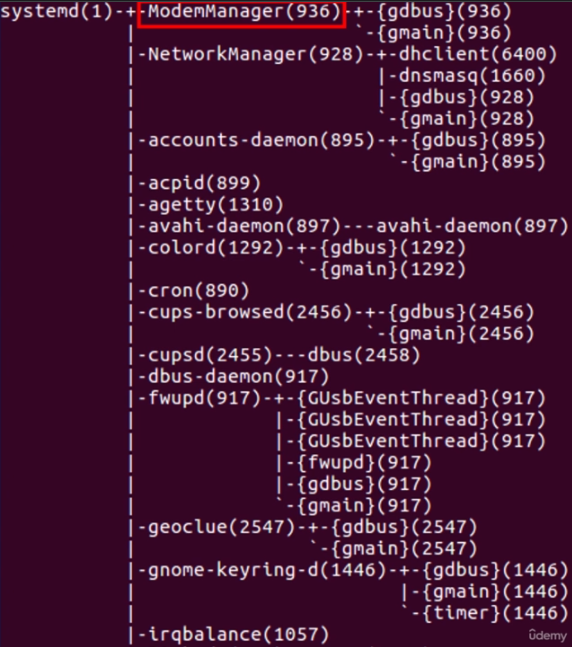 systemd(1)-+-ModemManager(936)-+-{gdbus}(936)
           |                   `-{gmain}(936)
           |-NetworkManager(928)-+-dhclient(6400)
           |                     |-dnsmasq(1660)
           |                     |-{gdbus}(928)
           |                     `-{gmain}(928)
           |-accounts-daemon(895)-+-{gdbus}(895)
           |                      `-{gmain}(895)
           |-acpid(899)
           |-agetty(1310)
           |-avahi-daemon(897)---avahi-daemon(897)
           |-colord(1292)-+-{gdbus}(1292)
           |              `-{gmain}(1292)
           |-cron(890)
           |-cups-browsed(2456)-+-{gdbus}(2456)
           |                    `-{gmain}(2456)
           |-cupsd(2455)---dbus(2458)
           |-dbus-daemon(917)
           |-fwupd(917)-+-{GUsbEventThread}(917)
           |            |-{GUsbEventThread}(917)
           |            |-{GUsbEventThread}(917)
           |            |-{fwupd}(917)
           |            |-{gdbus}(917)
           |            `-{gmain}(917)
           |-geoclue(2547)-+-{gdbus}(2547)
           |               `-{gmain}(2547)
           |-gnome-keyring-d(1446)-+-{gdbus}(1446)
           |                       |-{gmain}(1446)
           |                       `-{timer}(1446)
           |-irqbalance(1057)
ûdemy